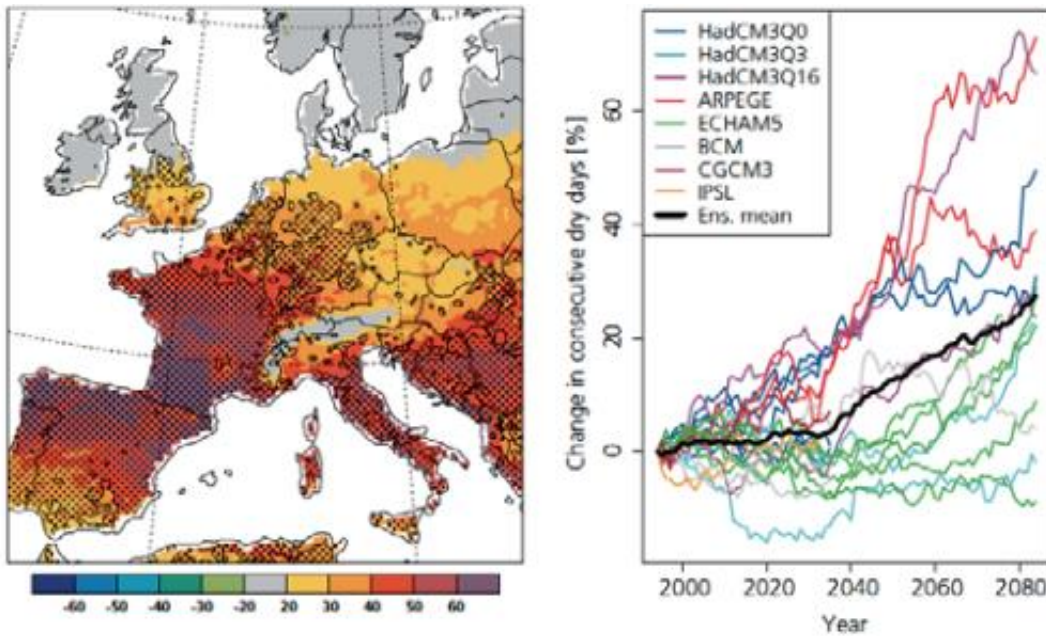 -60 -50 -40 -30 -20 20 30 40 50 60
HadCM3Q0
HadCM3Q3
HadCM3Q16
ARPEGE
ECHAM5
BCM
CGCM3
IPSL
Ens. mean
Change in consecutive dry days [%]
60
40
20
0
2000 2020 2040 2060 2080
Year